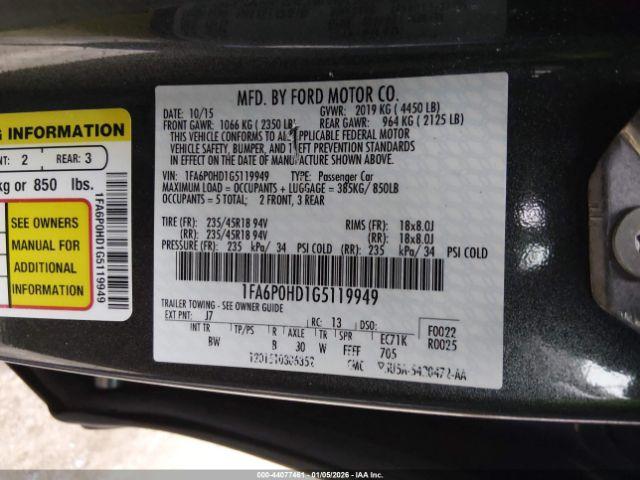 G INFORMATION
NT: 2 REAR: 3
kg or 850 lbs.
SEE OWNERS
MANUAL FOR
ADDITIONAL
INFORMATION
1FA6P0HD1G5119949
MFD. BY FORD MOTOR CO.
DATE: 10/15 GVWR: 2019 KG ( 4450 LB)
FRONT GAWR: 1066 KG ( 2350 LB) REAR GAWR: 964 KG ( 2125 LB)
THIS VEHICLE CONFORMS TO ALL APPLICABLE FEDERAL MOTOR
VEHICLE SAFETY, BUMPER, AND THEFT PREVENTION STANDARDS
IN EFFECT ON THE DATE OF MANUFACTURE SHOWN ABOVE.
VIN: 1FA6P0HD1G5119949 TYPE: Passenger Car
MAXIMUM LOAD = OCCUPANTS + LUGGAGE = 385KG/850LB
OCCUPANTS = 5 TOTAL; 2 FRONT, 3 REAR
TIRE (FR): 235/45R18 94V RIMS (FR): 18x8.0J
(RR): 235/45R18 94V (RR): 18x8.0J
PRESSURE (FR): 235 kPa/ 34 PSI COLD (RR): 235 kPa/ 34 PSI COLD
1FA6P0HD1G5119949
TRAILER TOWING - SEE OWNER GUIDE
EXT PNT: J7 RC: 13 DSO: F0022
INT TR TP/PS R AXLE TR SPR EC71K R0025
BW B 30 W FFFF 705
CMC
00-44077461 - 01/05/2026 - IAAI.COM